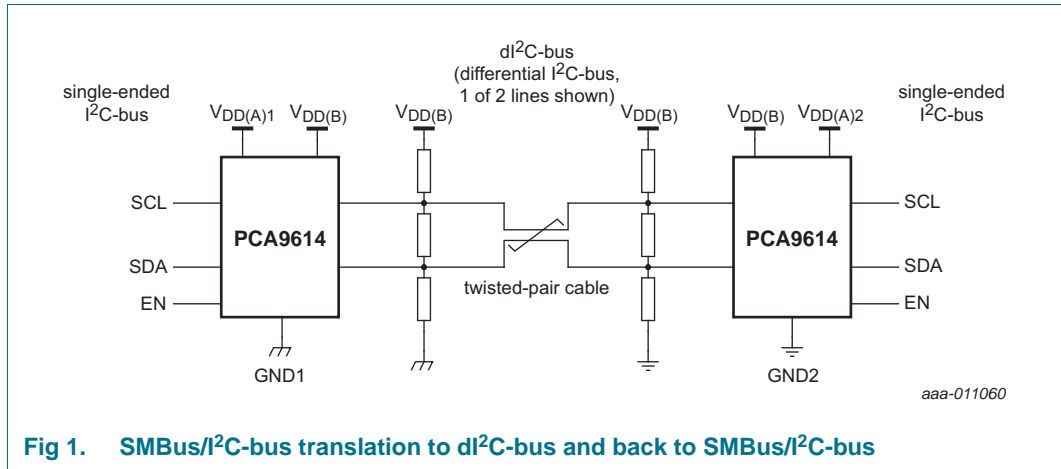 dI²C-bus
(differential I²C-bus,
1 of 2 lines shown)
single-ended
I²C-bus
single-ended
I²C-bus
VDD(A)1
VDD(B)
VDD(B)
VDD(B)
VDD(B)
VDD(A)2
SCL
SDA
EN
PCA9614
twisted-pair cable
PCA9614
SCL
SDA
EN
GND1
GND2
aaa-011060
Fig 1. SMBus/I²C-bus translation to dI²C-bus and back to SMBus/I²C-bus